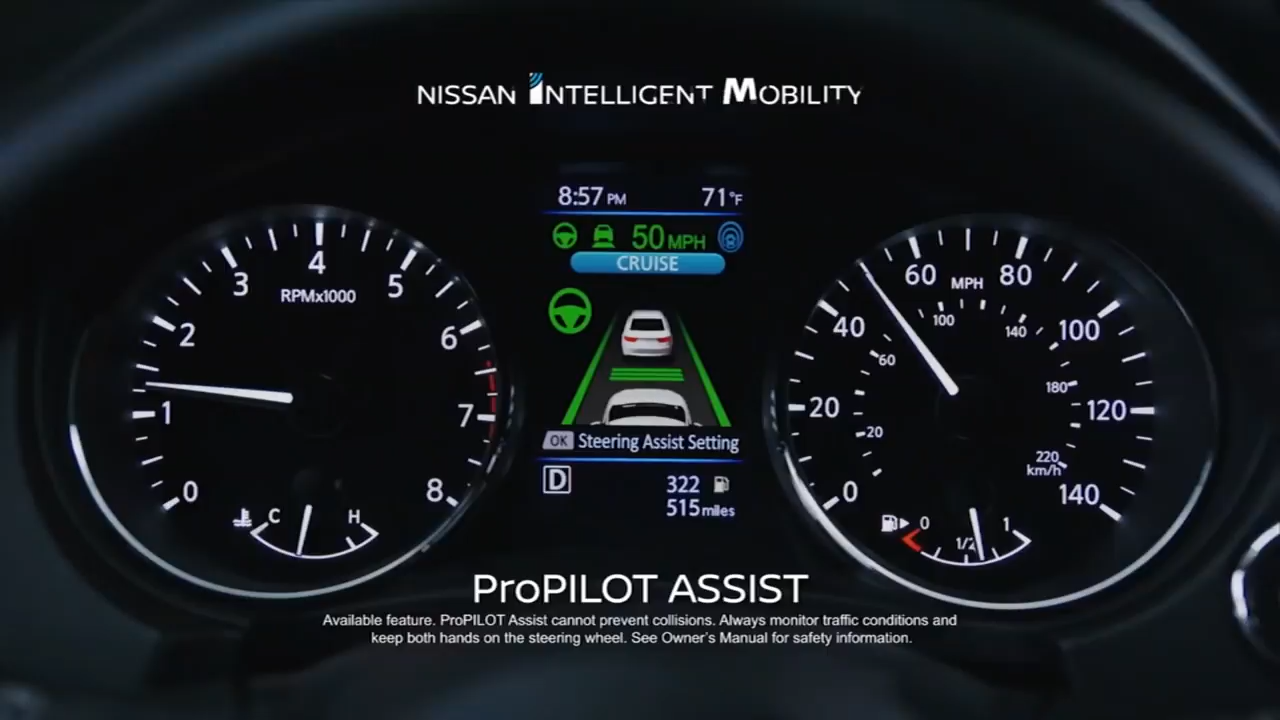 NISSAN INTELLIGENT MOBILITY
8:57 PM 71°F
50 MPH
CRUISE
OK Steering Assist Setting
D 322
515 miles
0
1
2
3
4
5
6
7
8
RPMx1000
C H
0
20
40
60
80
100
120
140
MPH
20
60
100
140
180
220
km/h
0 1/2 1
ProPILOT ASSIST
Available feature. ProPILOT Assist cannot prevent collisions. Always monitor traffic conditions and
keep both hands on the steering wheel. See Owner's Manual for safety information.